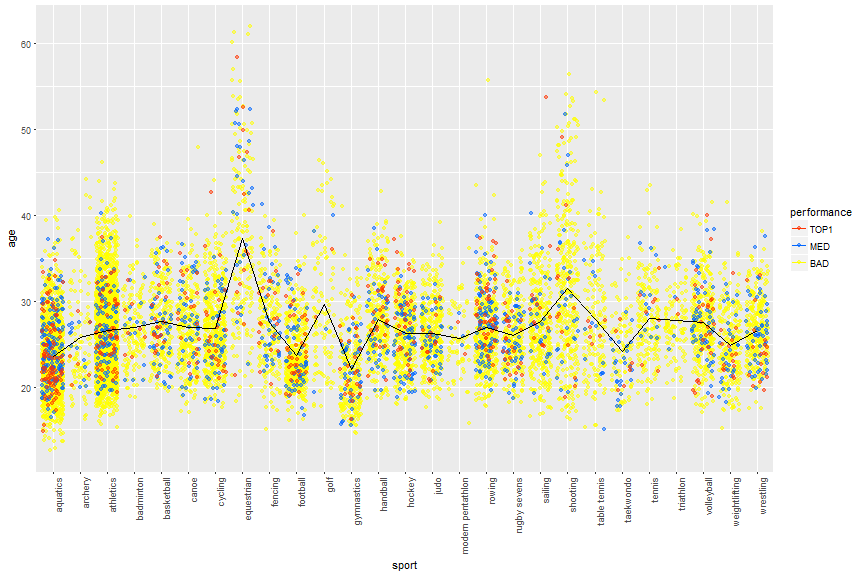 60
50
40
30
20
age
aquatics
archery
athletics
badminton
basketball
canoe
cycling
equestrian
fencing
football
golf
gymnastics
handball
hockey
judo
modern pentathlon
rowing
rugby sevens
sailing
shooting
table tennis
taekwondo
tennis
triathlon
volleyball
weightlifting
wrestling
sport
performance
TOP1
MED
BAD